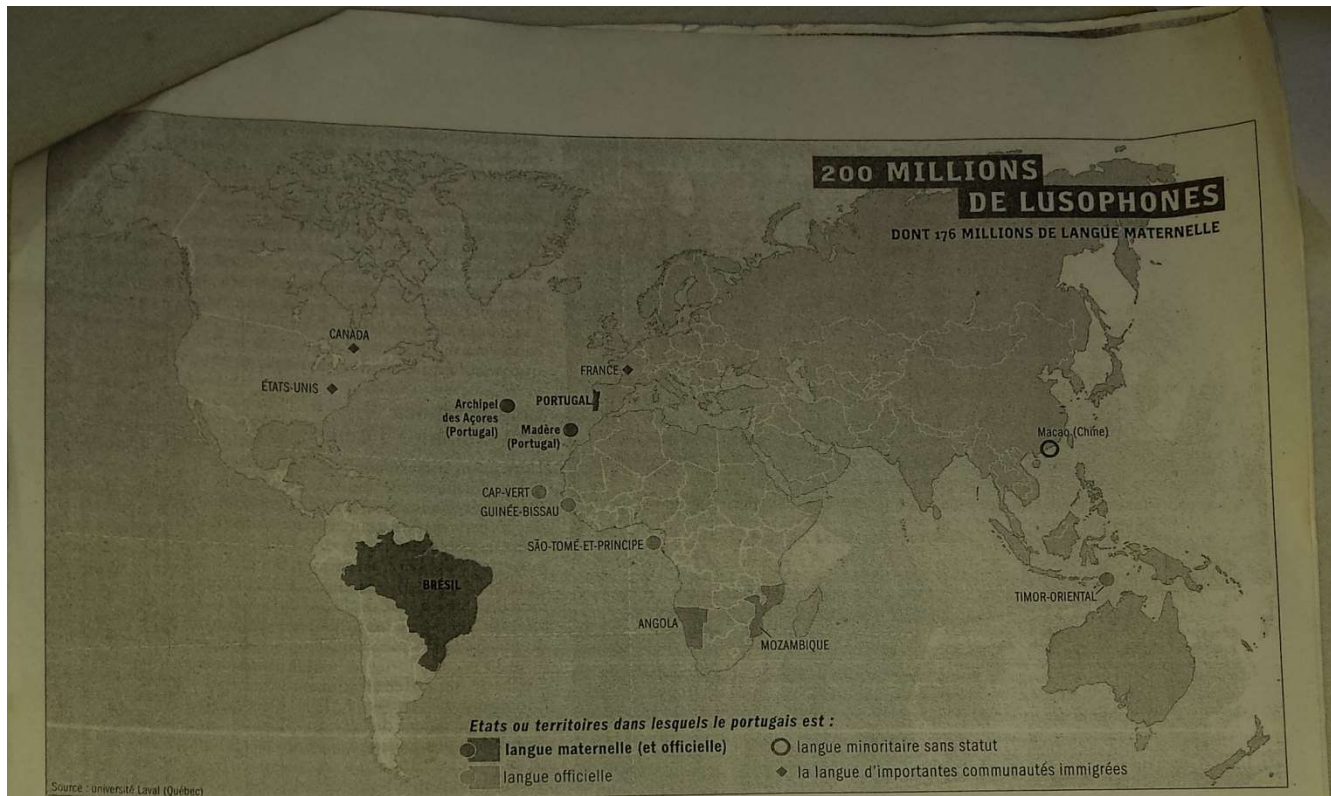 200 MILLIONS
DE LUSOPHONES
DONT 176 MILLIONS DE LANGUE MATERNELLE
CANADA
ÉTATS-UNIS
FRANCE
Archipel
des Açores
(Portugal)
PORTUGAL
Madère
(Portugal)
Macao (Chine)
CAP-VERT
GUINÉE-BISSAU
SÃO-TOMÉ-ET-PRINCIPE
BRÉSIL
TIMOR-ORIENTAL
ANGOLA
MOZAMBIQUE
Etats ou territoires dans lesquels le portugais est :
langue maternelle (et officielle)
langue officielle
langue minoritaire sans statut
la langue d'importantes communautés immigrées
Source : université Laval (Québec)